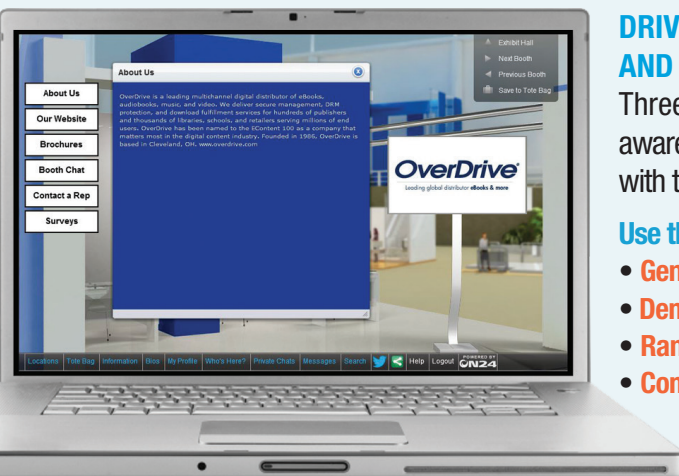 Exhibit Hall
Next Booth
Previous Booth
Save to Tote Bag
About Us
Our Website
Brochures
Booth Chat
Contact a Rep
Surveys
About Us
OverDrive is a leading multichannel digital distributor of eBooks,
audiobooks, music, and video. We deliver secure management, DRM
protection, and download fulfillment services for hundreds of publishers
and thousands of libraries, schools, and retailers serving millions of end
users. OverDrive has been named to the EContent 100 as a company that
matters most in the digital content industry. Founded in 1986, OverDrive is
based in Cleveland, OH. www.overdrive.com
OverDrive
Leading global distributor eBooks & more
Locations Tote Bag Information Bios My Profile Who's Here? Private Chats Messages Search Help Logout POWERED BY ON24
DRIV
AND
Three
aware
with t
Use th
• Gen
• Den
• Ran
• Con